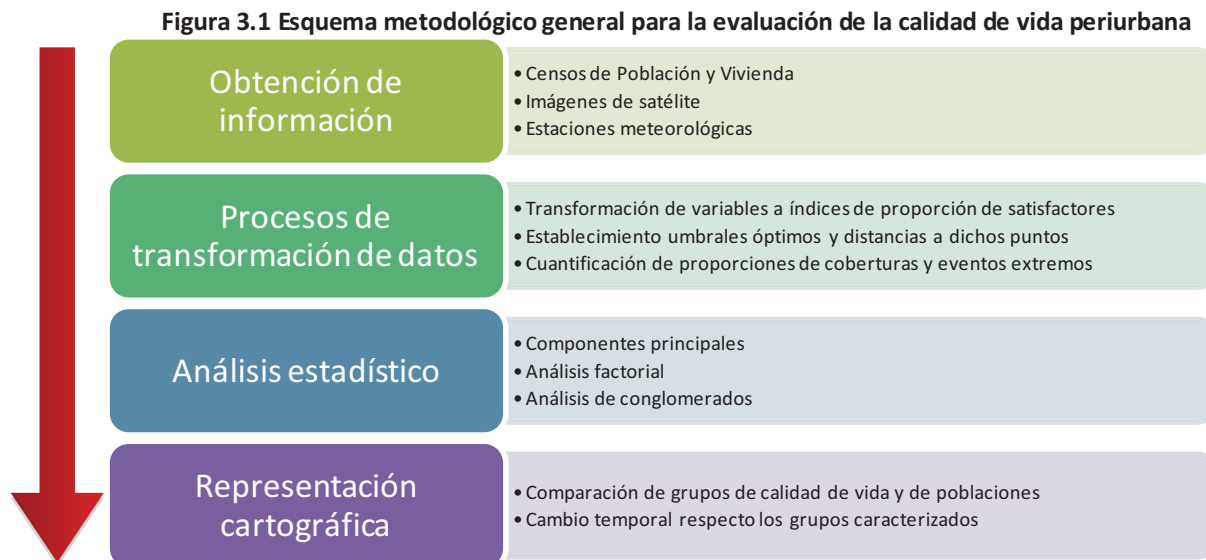 Figura 3.1 Esquema metodológico general para la evaluación de la calidad de vida periurbana
Obtención de
información
• Censos de Población y Vivienda
• Imágenes de satélite
• Estaciones meteorológicas
Procesos de
transformación de datos
• Transformación de variables a índices de proporción de satisfactores
• Establecimiento umbrales óptimos y distancias a dichos puntos
• Cuantificación de proporciones de coberturas y eventos extremos
Análisis estadístico
• Componentes principales
• Análisis factorial
• Análisis de conglomerados
Representación
cartográfica
• Comparación de grupos de calidad de vida y de poblaciones
• Cambio temporal respecto los grupos caracterizados